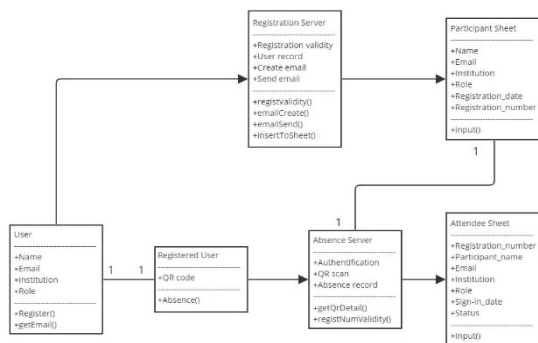 Registration Server
+Registration validity
+User record
+Create email
+Send email
+registValidity()
+emailCreate()
+emailSend()
+InsertToSheet()
Participant Sheet
+Name
+Email
+Institution
+Role
+Registration_date
+Registration_number
+Input()
1
1
User
+Name
+Email
+Institution
+Role
+Register()
+getEmail()
1
1
Registered User
+QR code
+Absence()
Absence Server
+Authentification
+QR scan
+Absence record
+getQrDetail()
+registNumValidity()
Attendee Sheet
+Registration_number
+Participant_name
+Email
+Institution
+Role
+Sign-in_date
+Status
+Input()